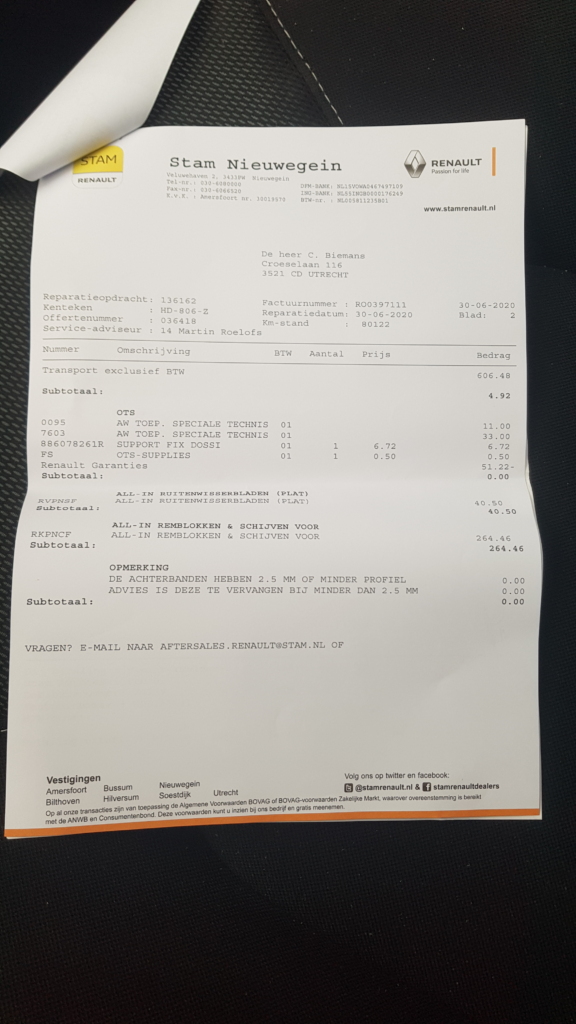 STAM
RENAULT
Stam Nieuwegein
RENAULT
Passion for life
Veluwehaven 2, 3433PW Nieuwegein
Tel-nr.: 030-6080800
Fax-nr.: 030-6066520
K.v.K. : Amersfoort nr. 30019570
DFM-BANK: NL15VOWA0467497109
ING-BANK: NL55INGB0005176249
BTW-nr. : NL005811235B01
www.stamrenault.nl
De heer C. Biemans
Croeselaan 116
3521 CD UTRECHT
Reparatieopdracht: 136162
Kenteken : HD-806-Z
Offertenummer : 036418
Service-adviseur : 14 Martin Roelofs
Factuurnummer : RO0397111
Reparatiedatum: 30-06-2020
Km-stand : 80122
30-06-2020
Blad: 2
Nummer Omschrijving BTW Aantal Prijs Bedrag
Transport exclusief BTW 606.48
Subtotaal: 4.92
OTS
0095 AW TOEP. SPECIALE TECHNIS 01 11.00
7603 AW TOEP. SPECIALE TECHNIS 01 33.00
886078261R SUPPORT FIX DOSSI 01 1 6.72 6.72
FS OTS-SUPPLIES 01 1 0.50 0.50
Renault Garanties 51.22-
Subtotaal: 0.00
ALL-IN RUITENWISSERBLADEN (PLAT)
RVPNSF ALL-IN RUITENWISSERBLADEN (PLAT) 40.50
Subtotaal: 40.50
ALL-IN REMBLOKKEN & SCHIJVEN VOOR
RKPNCF ALL-IN REMBLOKKEN & SCHIJVEN VOOR 264.46
Subtotaal: 264.46
OPMERKING
DE ACHTERBANDEN HEBBEN 2.5 MM OF MINDER PROFIEL 0.00
ADVIES IS DEZE TE VERVANGEN BIJ MINDER DAN 2.5 MM 0.00
Subtotaal: 0.00
VRAGEN? E-MAIL NAAR AFTERSALES.RENAULT@STAM.NL OF
Vestigingen
Amersfoort Bussum Nieuwegein
Bilthoven Hilversum Soestdijk Utrecht
Volg ons op twitter en facebook:
@stamrenault.nl & stamrenaultdealers
Op al onze transacties zijn van toepassing de Algemene Voorwaarden BOVAG of BOVAG-voorwaarden Zakelijke Markt, waarover overeenstemming is bereikt
met de ANWB en Consumentenbond. Deze voorwaarden kunt u inzien bij ons bedrijf en gratis meenemen.